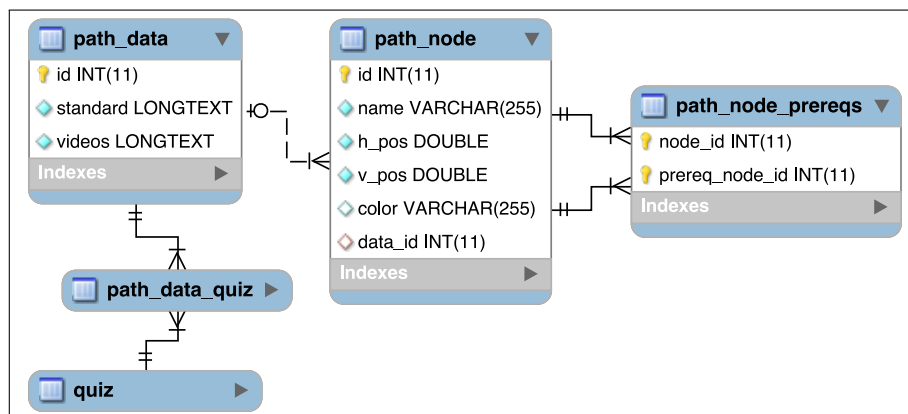 path_data
id INT(11)
standard LONGTEXT
videos LONGTEXT
Indexes
path_node
id INT(11)
name VARCHAR(255)
h_pos DOUBLE
v_pos DOUBLE
color VARCHAR(255)
data_id INT(11)
Indexes
path_node_prereqs
node_id INT(11)
prereq_node_id INT(11)
Indexes
path_data_quiz
quiz